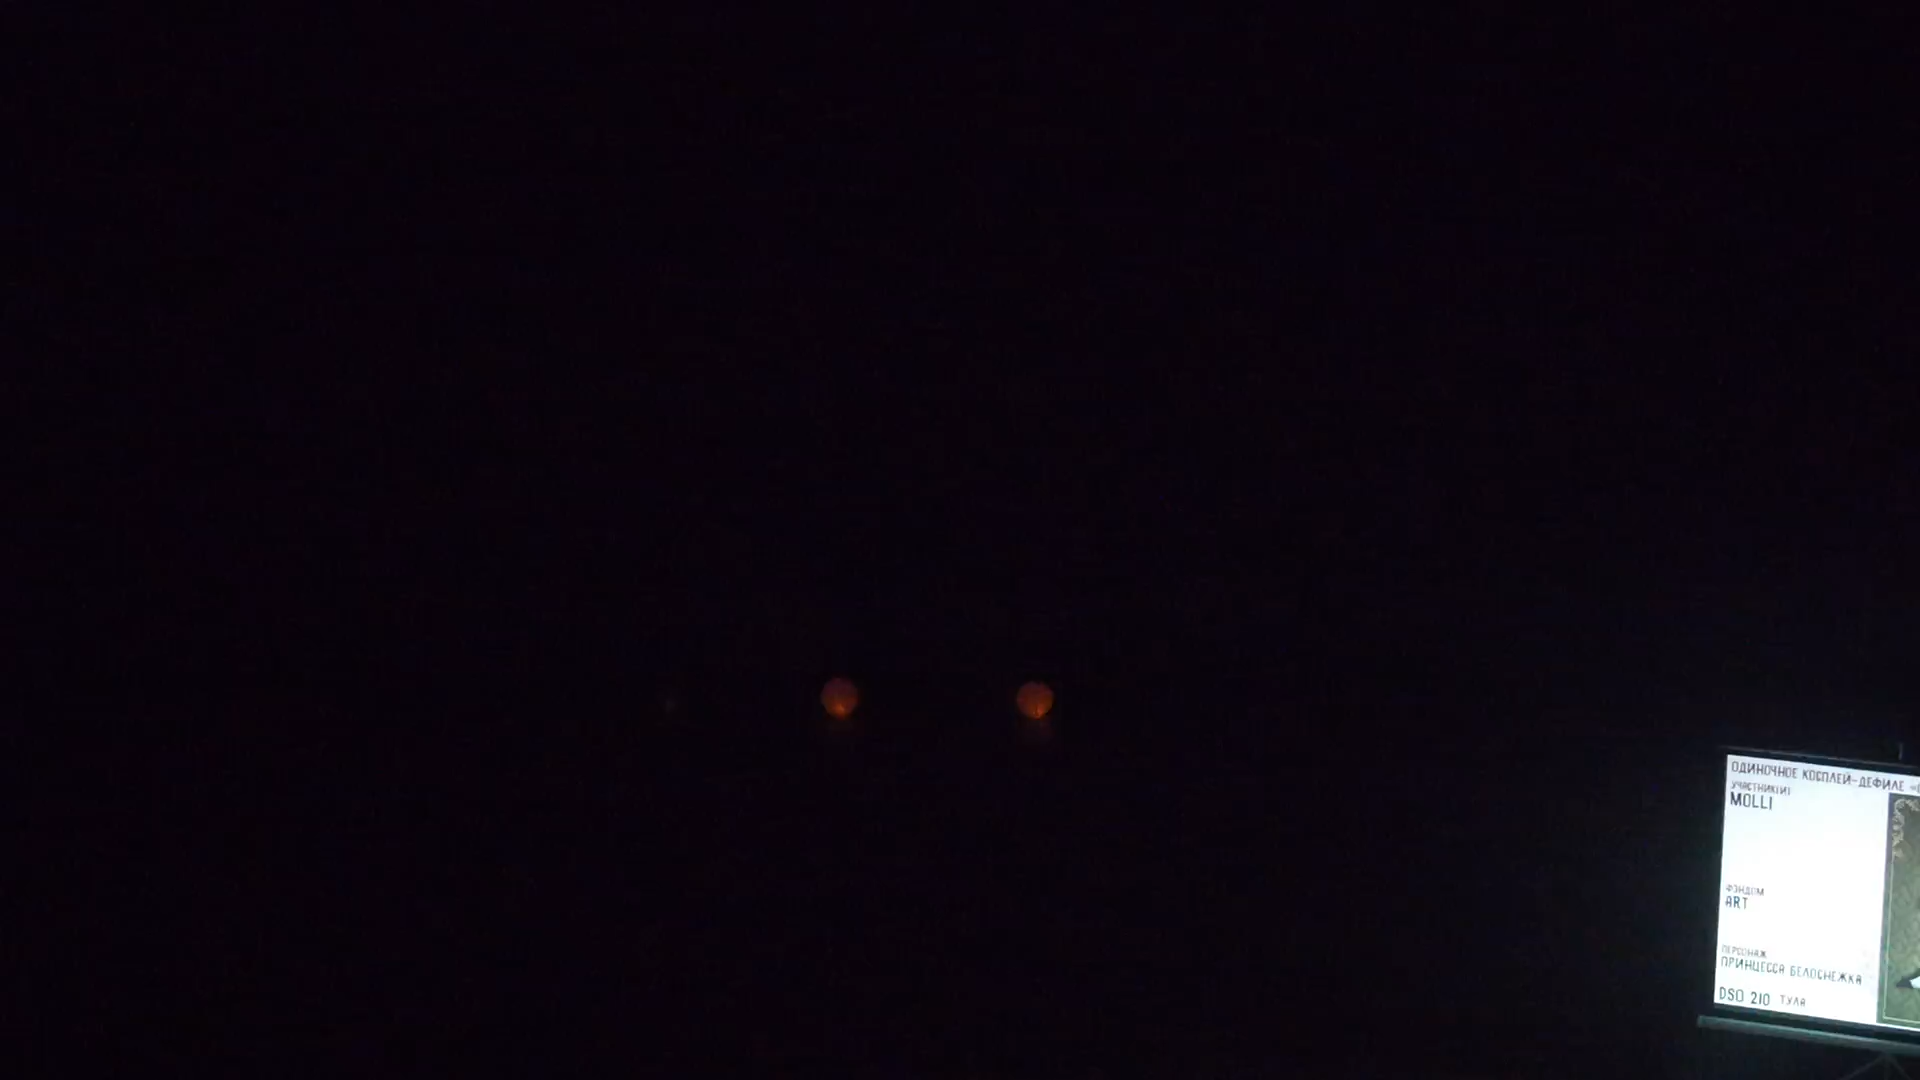 ОДИНОЧНОЕ КОСПЛЕЙ-ДЕФИЛЕ
УЧАСТНИК(И)
MOLLI
ФЭНДОМ
ART
ПЕРСОНАЖ
ПРИНЦЕССА БЕЛОСНЕЖКА
DSO 210 ТУЛА